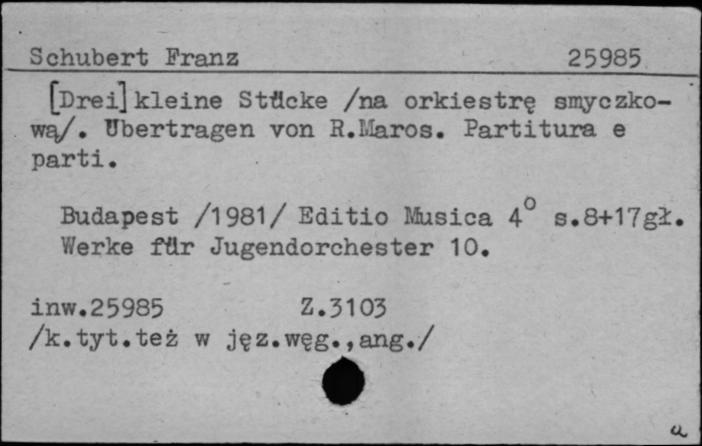 Schubert Franz 25985
[Drei] kleine Stücke /na orkiestrę smyczko-
wą/. Übertragen von R.Maros. Partitura e
parti.
Budapest /1981/ Editio Musica 4° s.8+17gł.
Werke für Jugendorchester 10.
inw.25985 Z.3103
/k.tyt.też w jęz.węg.,ang./
a